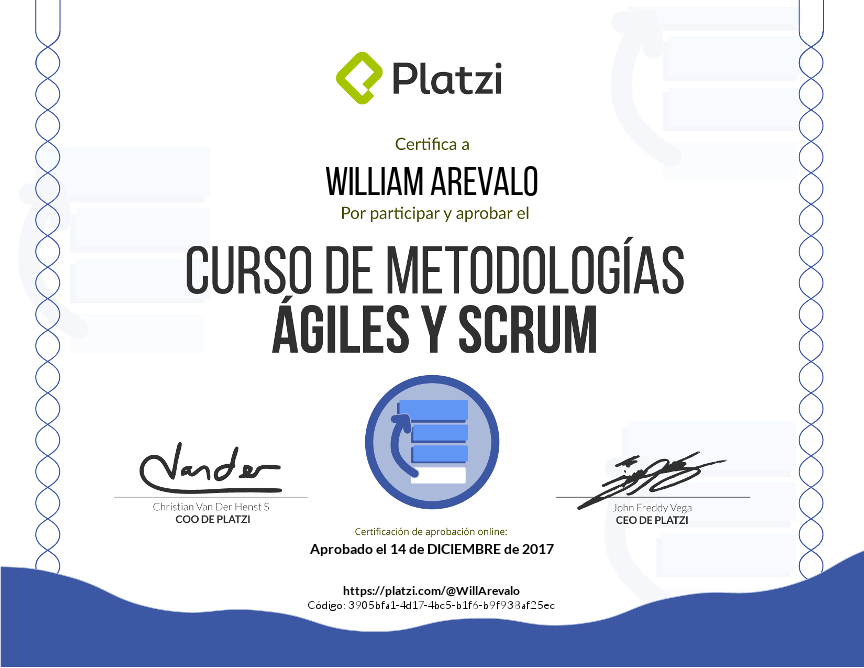 Platzi
Certifica a
WILLIAM AREVALO
Por participar y aprobar el
CURSO DE METODOLOGÍAS
ÁGILES Y SCRUM
Vander
Christian Van Der Henst S
COO DE PLATZI
John Freddy Vega
CEO DE PLATZI
Certificación de aprobación online:
Aprobado el 14 de DICIEMBRE de 2017
https://platzi.com/@WillArevalo
Código: 3905bfa1-4d17-4bc5-b1f6-b9f938af25ec